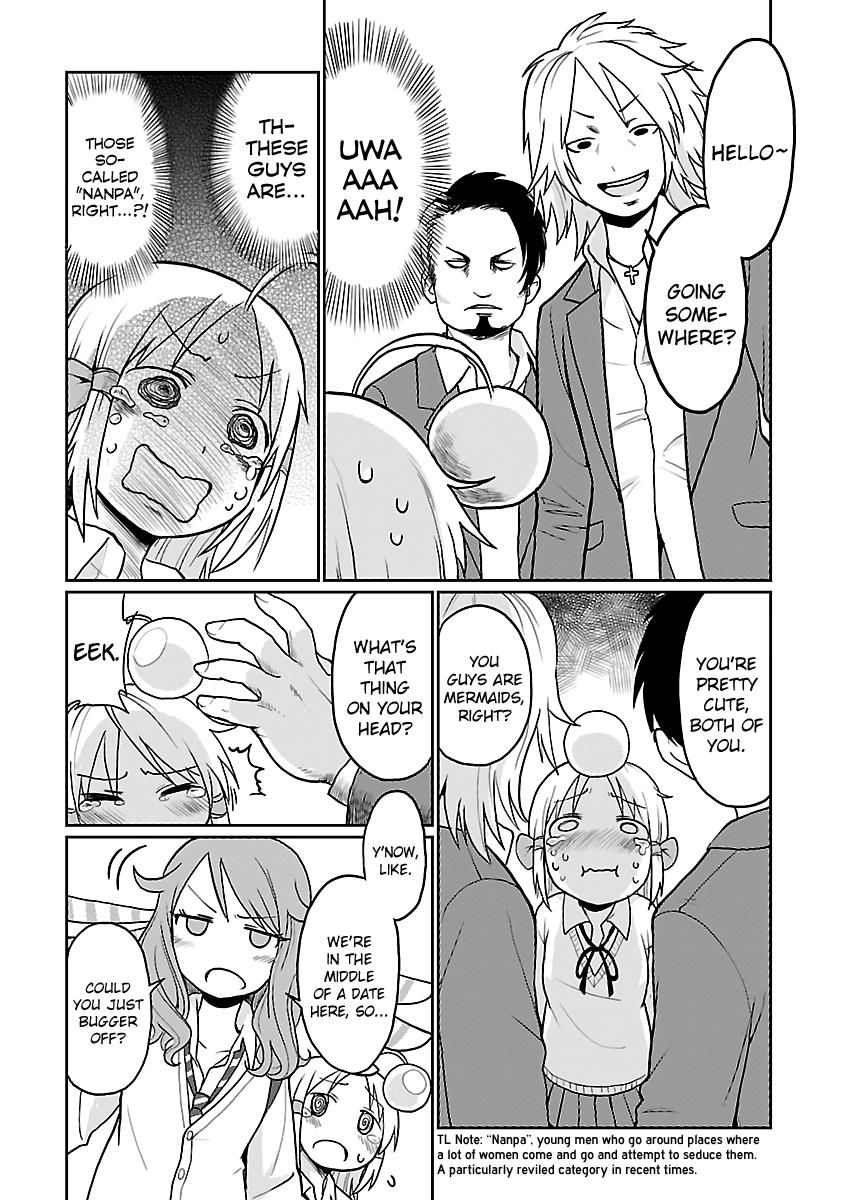 HELLO~
GOING
SOME-
WHERE?
UWA
AAA
AAH!
TH-
THESE
GUYS
ARE...
THOSE
SO-
CALLED
"NANPA",
RIGHT...?!
YOU'RE
PRETTY
CUTE,
BOTH OF
YOU.
YOU
GUYS ARE
MERMAIDS,
RIGHT?
WHAT'S
THAT
THING
ON YOUR
HEAD?
EEK.
Y'NOW,
LIKE.
WE'RE
IN THE
MIDDLE
OF A DATE
HERE, SO...
COULD
YOU JUST
BUGGER
OFF?
TL Note: "Nanpa", young men who go around places where
a lot of women come and go and attempt to seduce them.
A particularly reviled category in recent times.